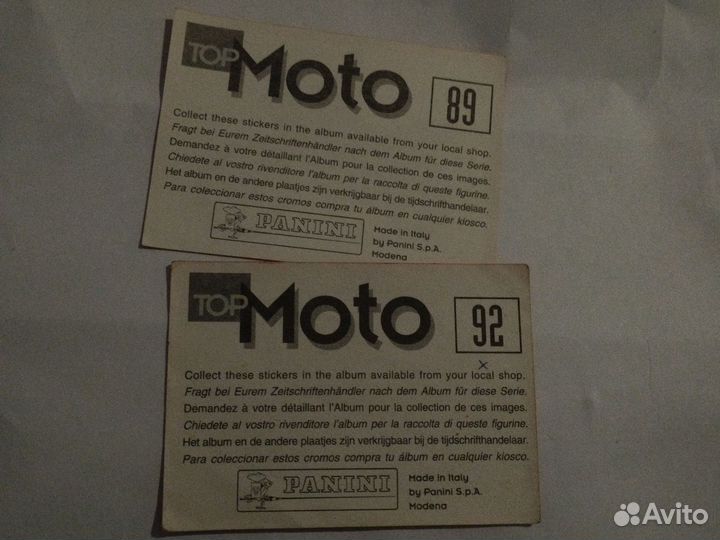 TOP Moto 89
Collect these stickers in the album available from your local shop.
Fragt bei Eurem Zeitschriftenhändler nach dem Album für diese Serie.
Demandez à votre détaillant l'Album pour la collection de ces images.
Chiedete al vostro rivenditore l'album per la raccolta di queste figurine.
Het album en de andere plaatjes zijn verkrijgbaar bij de tijdschrifthandelaar.
Para coleccionar estos cromos compra tu álbum en cualquier kiosco.
PANINI
Made in Italy
by Panini S.p.A.
Modena
TOP Moto 92
x
Collect these stickers in the album available from your local shop.
Fragt bei Eurem Zeitschriftenhändler nach dem Album für diese Serie.
Demandez à votre détaillant l'Album pour la collection de ces images.
Chiedete al vostro rivenditore l'album per la raccolta di queste figurine.
Het album en de andere plaatjes zijn verkrijgbaar bij de tijdschrifthandelaar.
Para coleccionar estos cromos compra tu álbum en cualquier kiosco.
PANINI
Made in Italy
by Panini S.p.A.
Modena
Avito